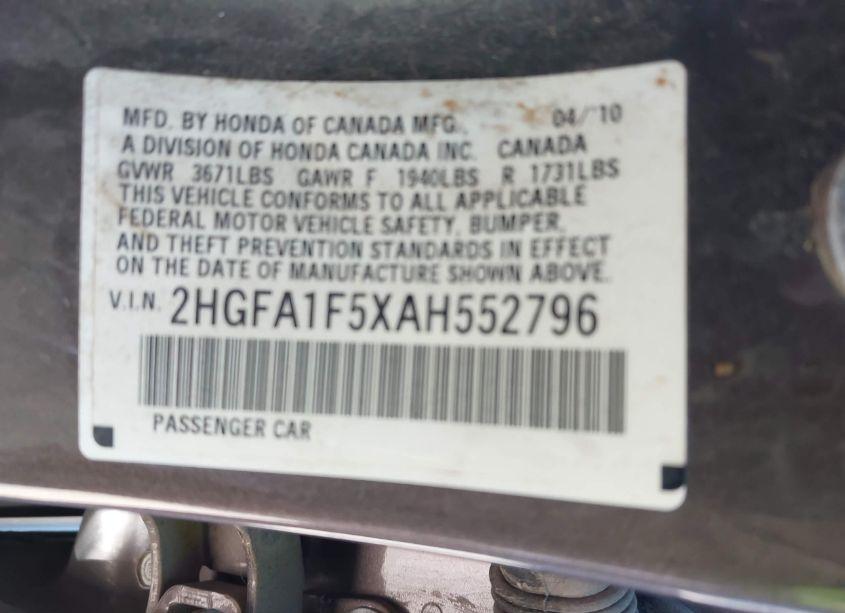 MFD. BY HONDA OF CANADA MFG. 04/'10
A DIVISION OF HONDA CANADA INC. CANADA
GVWR 3671LBS GAWR F 1940LBS R 1731LBS
THIS VEHICLE CONFORMS TO ALL APPLICABLE
FEDERAL MOTOR VEHICLE SAFETY, BUMPER,
AND THEFT PREVENTION STANDARDS IN EFFECT
ON THE DATE OF MANUFACTURE SHOWN ABOVE.
V.I.N. 2HGFA1F5XAH552796
PASSENGER CAR